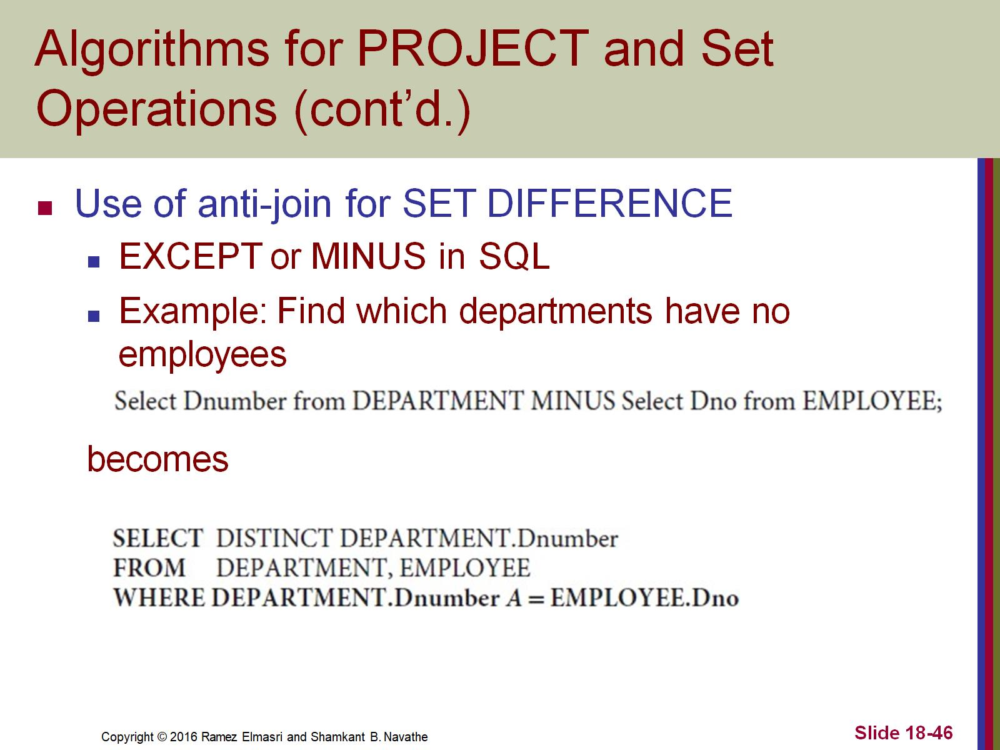 Algorithms for PROJECT and Set
Operations (cont’d.)
Use of anti-join for SET DIFFERENCE
EXCEPT or MINUS in SQL
Example: Find which departments have no
employees
Select Dnumber from DEPARTMENT MINUS Select Dno from EMPLOYEE;
becomes
SELECT DISTINCT DEPARTMENT.Dnumber
FROM DEPARTMENT, EMPLOYEE
WHERE DEPARTMENT.Dnumber A = EMPLOYEE.Dno
Copyright © 2016 Ramez Elmasri and Shamkant B. Navathe
Slide 18-46